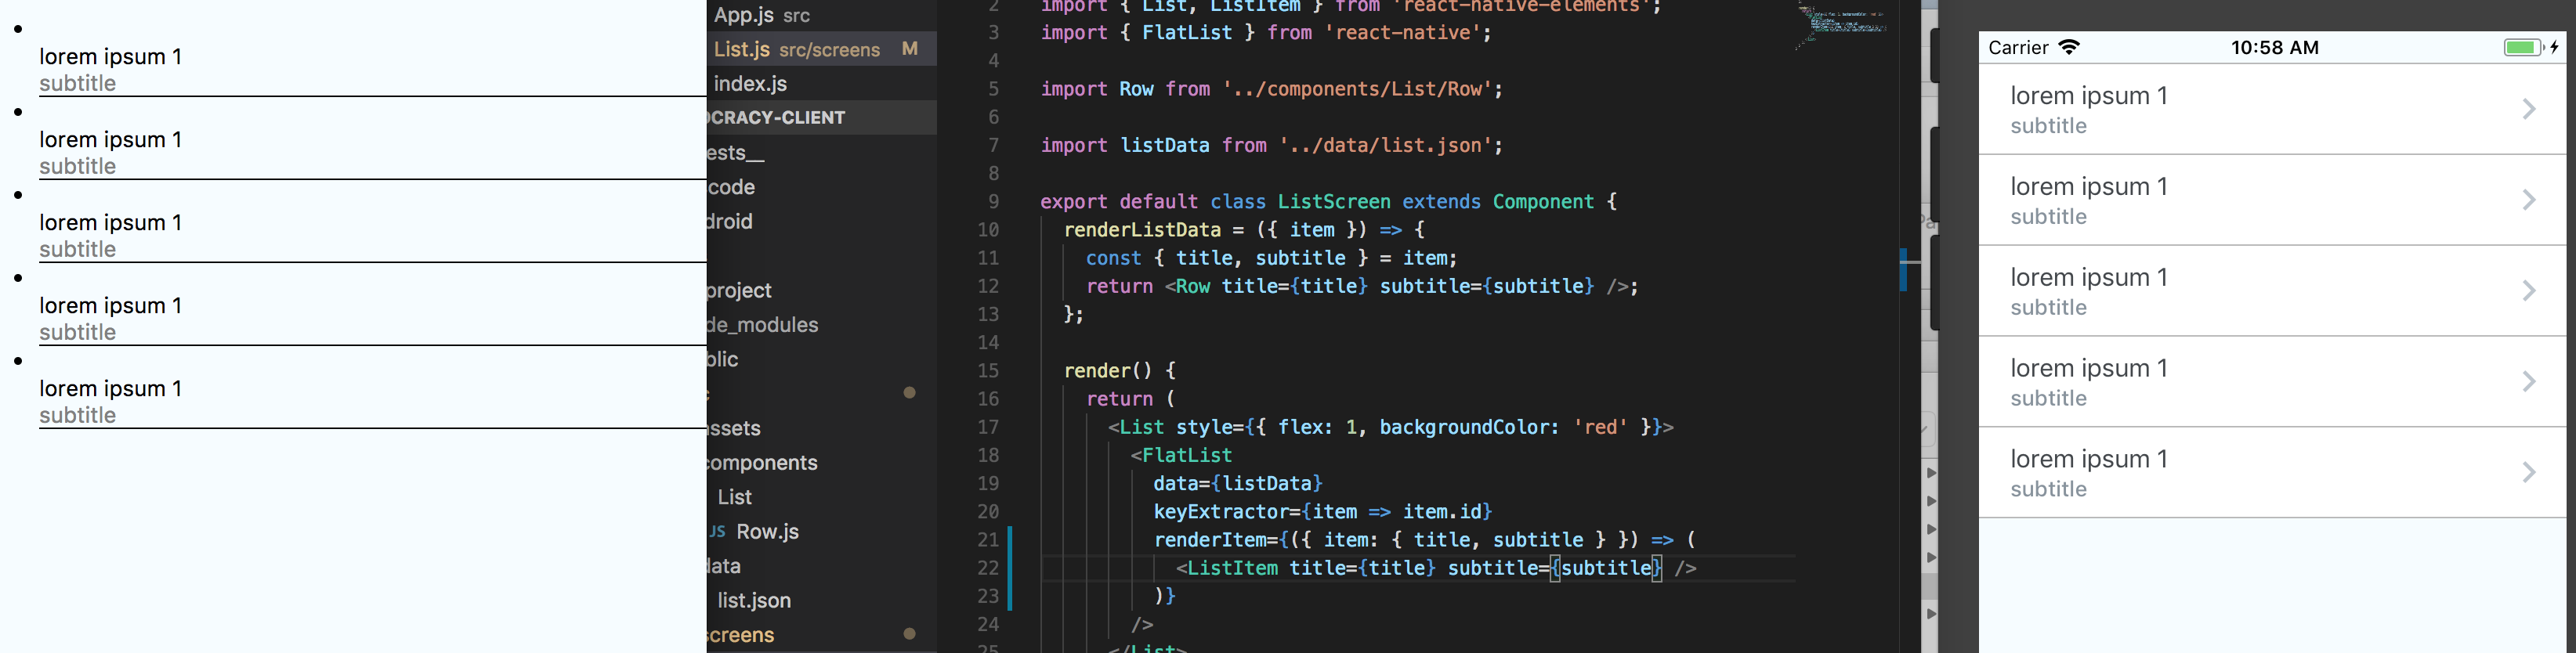 lorem ipsum 1
subtitle
lorem ipsum 1
subtitle
lorem ipsum 1
subtitle
lorem ipsum 1
subtitle
lorem ipsum 1
subtitle
App.js src
List.js src/screens M
index.js
OCRACY-CLIENT
ests__
code
droid
project
de_modules
blic
ssets
components
List
JS Row.js
data
list.json
screens
2 import { List, ListItem } from 'react-native-elements';
3 import { FlatList } from 'react-native';
4
5 import Row from '../components/List/Row';
6
7 import listData from '../data/list.json';
8
9 export default class ListScreen extends Component {
10 renderListData = ({ item }) => {
11 const { title, subtitle } = item;
12 return <Row title={title} subtitle={subtitle} />;
13 };
14
15 render() {
16 return (
17 <List style={{ flex: 1, backgroundColor: 'red' }}>
18 <FlatList
19 data={listData}
20 keyExtractor={item => item.id}
21 renderItem={({ item: { title, subtitle } }) => (
22 <ListItem title={title} subtitle={subtitle} />
23 )}
24 />
25 </List>
Carrier 10:58 AM
lorem ipsum 1
subtitle
lorem ipsum 1
subtitle
lorem ipsum 1
subtitle
lorem ipsum 1
subtitle
lorem ipsum 1
subtitle